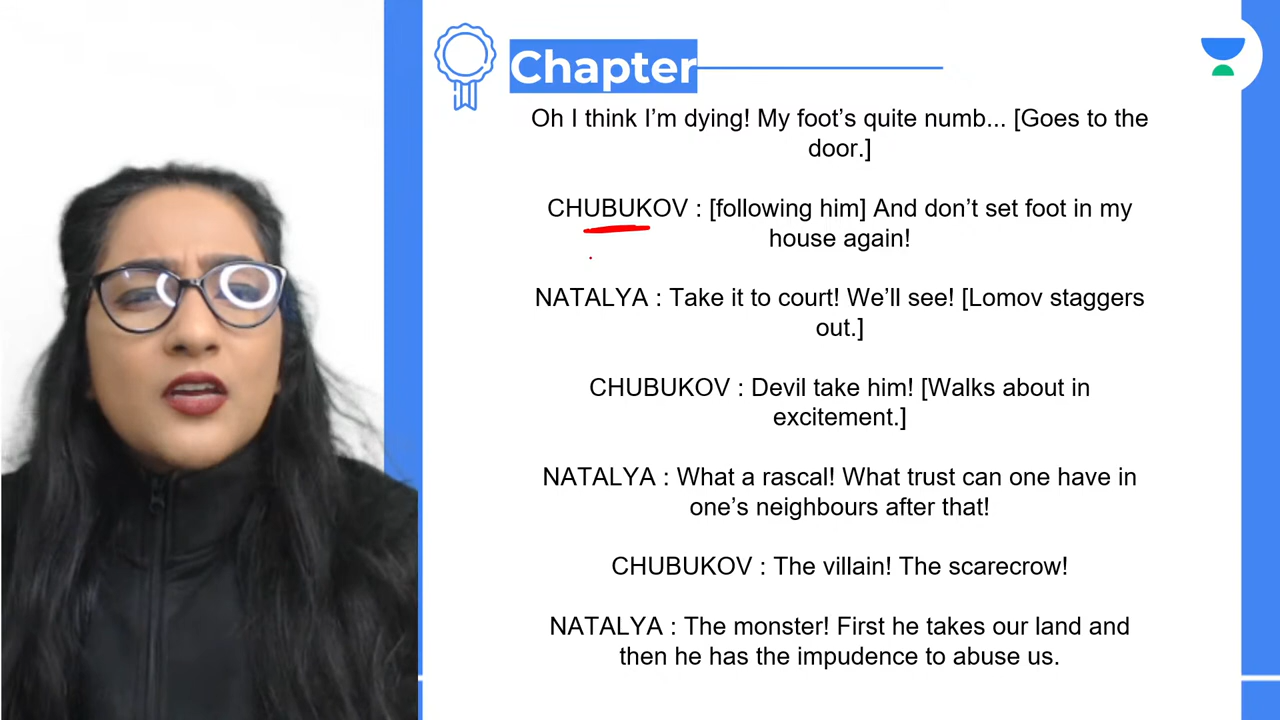 Chapter
Oh I think I’m dying! My foot’s quite numb... [Goes to the
door.]
CHUBUKOV : [following him] And don’t set foot in my
house again!
NATALYA : Take it to court! We’ll see! [Lomov staggers
out.]
CHUBUKOV : Devil take him! [Walks about in
excitement.]
NATALYA : What a rascal! What trust can one have in
one’s neighbours after that!
CHUBUKOV : The villain! The scarecrow!
NATALYA : The monster! First he takes our land and
then he has the impudence to abuse us.